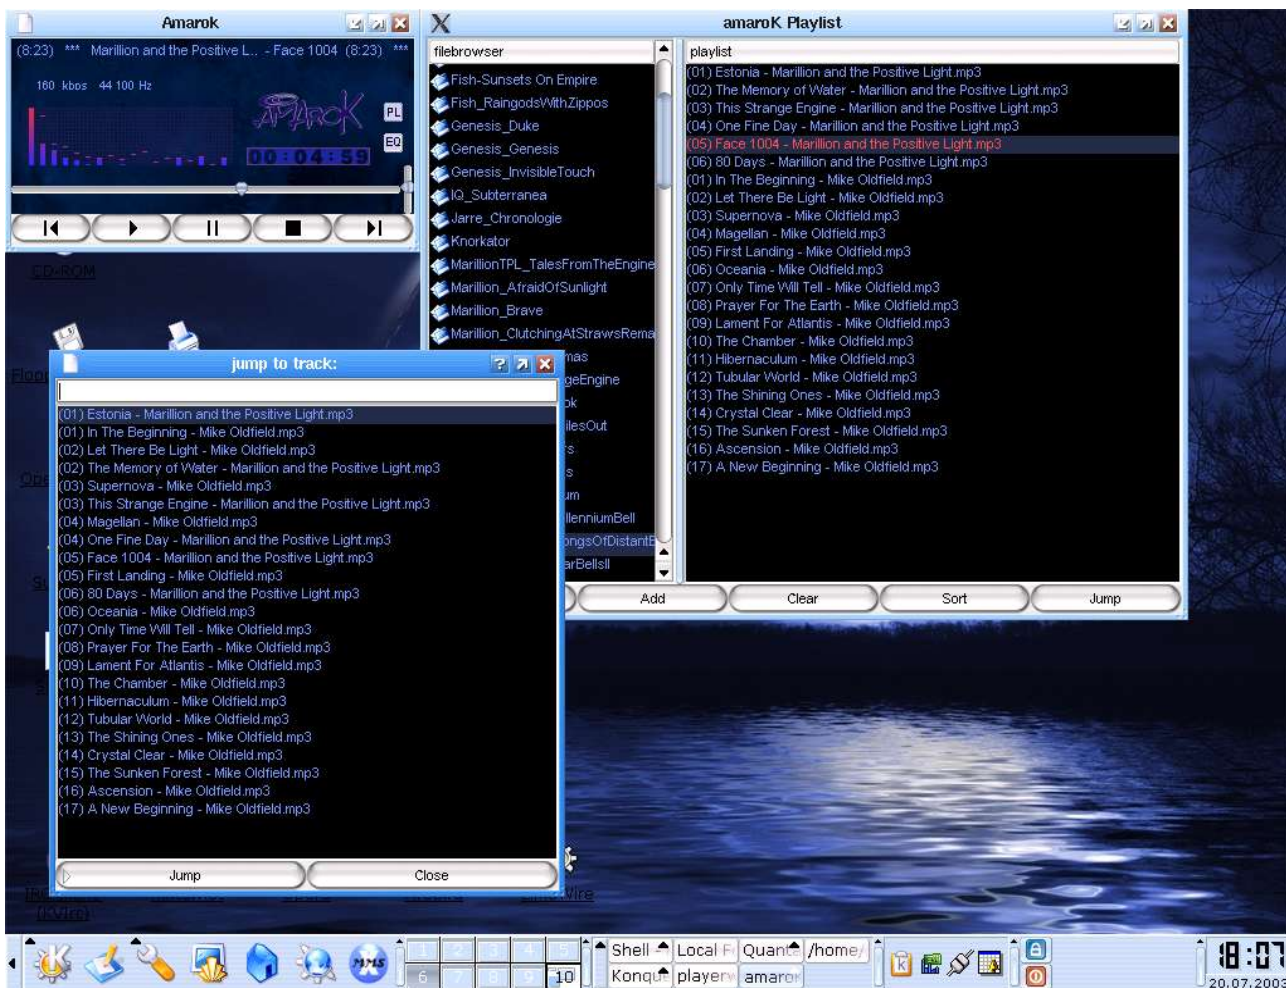 Amarok
(8:23) *** Marillion and the Positive L... - Face 1004 (8:23) ***
160 kbps 44 100 Hz
AMAROK
PL
EQ
00:04:59
CD-ROM
amaroK Playlist
filebrowser
Fish-Sunsets On Empire
Fish_RaingodsWithZippos
Genesis_Duke
Genesis_Genesis
Genesis_InvisibleTouch
IQ_Subterranea
Jarre_Chronologie
Knorkator
MarillionTPL_TalesFromTheEngine
Marillion_AfraidOfSunlight
Marillion_Brave
Marillion_ClutchingAtStrawsRema
mas
geEngine
ok
ilesOut
rs
s
um
llenniumBell
ongsOfDistantE
arBellsII
playlist
(01) Estonia - Marillion and the Positive Light.mp3
(02) The Memory of Water - Marillion and the Positive Light.mp3
(03) This Strange Engine - Marillion and the Positive Light.mp3
(04) One Fine Day - Marillion and the Positive Light.mp3
(05) Face 1004 - Marillion and the Positive Light.mp3
(06) 80 Days - Marillion and the Positive Light.mp3
(01) In The Beginning - Mike Oldfield.mp3
(02) Let There Be Light - Mike Oldfield.mp3
(03) Supernova - Mike Oldfield.mp3
(04) Magellan - Mike Oldfield.mp3
(05) First Landing - Mike Oldfield.mp3
(06) Oceania - Mike Oldfield.mp3
(07) Only Time Will Tell - Mike Oldfield.mp3
(08) Prayer For The Earth - Mike Oldfield.mp3
(09) Lament For Atlantis - Mike Oldfield.mp3
(10) The Chamber - Mike Oldfield.mp3
(11) Hibernaculum - Mike Oldfield.mp3
(12) Tubular World - Mike Oldfield.mp3
(13) The Shining Ones - Mike Oldfield.mp3
(14) Crystal Clear - Mike Oldfield.mp3
(15) The Sunken Forest - Mike Oldfield.mp3
(16) Ascension - Mike Oldfield.mp3
(17) A New Beginning - Mike Oldfield.mp3
Add
Clear
Sort
Jump
jump to track:
(01) Estonia - Marillion and the Positive Light.mp3
(01) In The Beginning - Mike Oldfield.mp3
(02) Let There Be Light - Mike Oldfield.mp3
(02) The Memory of Water - Marillion and the Positive Light.mp3
(03) Supernova - Mike Oldfield.mp3
(03) This Strange Engine - Marillion and the Positive Light.mp3
(04) Magellan - Mike Oldfield.mp3
(04) One Fine Day - Marillion and the Positive Light.mp3
(05) Face 1004 - Marillion and the Positive Light.mp3
(05) First Landing - Mike Oldfield.mp3
(06) 80 Days - Marillion and the Positive Light.mp3
(06) Oceania - Mike Oldfield.mp3
(07) Only Time Will Tell - Mike Oldfield.mp3
(08) Prayer For The Earth - Mike Oldfield.mp3
(09) Lament For Atlantis - Mike Oldfield.mp3
(10) The Chamber - Mike Oldfield.mp3
(11) Hibernaculum - Mike Oldfield.mp3
(12) Tubular World - Mike Oldfield.mp3
(13) The Shining Ones - Mike Oldfield.mp3
(14) Crystal Clear - Mike Oldfield.mp3
(15) The Sunken Forest - Mike Oldfield.mp3
(16) Ascension - Mike Oldfield.mp3
(17) A New Beginning - Mike Oldfield.mp3
Jump
Close
(KVIrc)
MMS
1 2 3 4 5
6 7 8 9 10
Shell - Local F Quant /home/
Konqu player amarok
18:07
20.07.2003